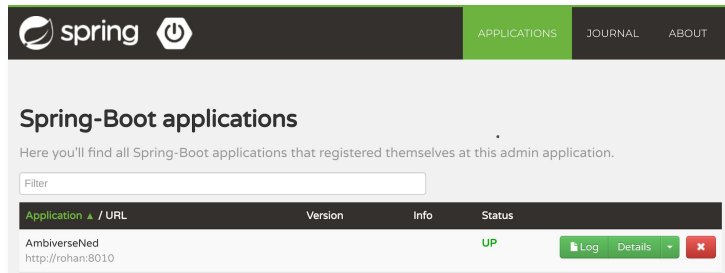 spring
APPLICATIONS JOURNAL ABOUT
Spring-Boot applications
Here you'll find all Spring-Boot applications that registered themselves at this admin application.
Filter
Application ▲ / URL Version Info Status
AmbiverseNed UP Log Details
http://rohan:8010